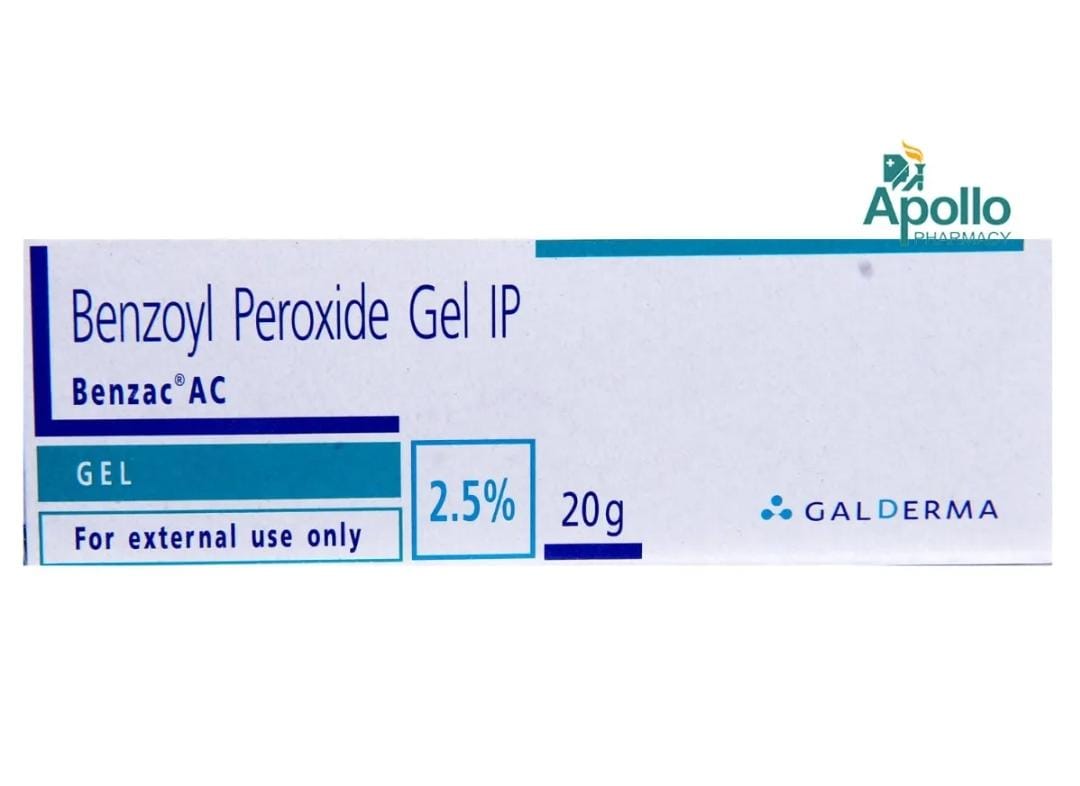 Apollo
PHARMACY
Benzoyl Peroxide Gel IP
Benzac® AC
GEL
For external use only
2.5%
20g
GALDERMA